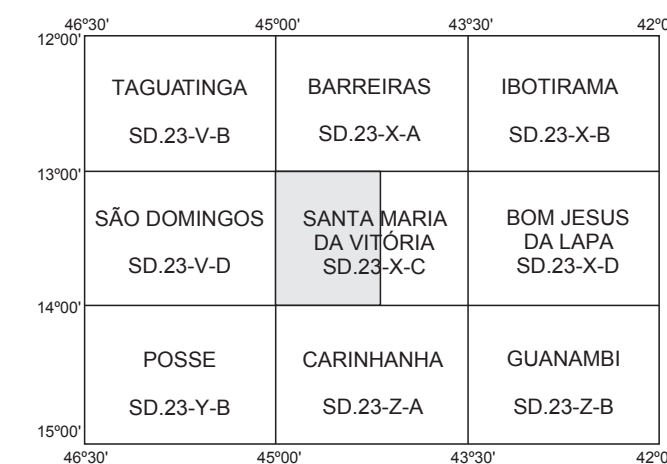 46º30' 45º00' 43º30' 42º0
12º00'
TAGUATINGA BARREIRAS IBOTIRAMA
SD.23-V-B SD.23-X-A SD.23-X-B
13º00'
SÃO DOMINGOS SANTA MARIA DA VITÓRIA BOM JESUS DA LAPA
SD.23-V-D SD.23-X-C SD.23-X-D
14º00'
POSSE CARINHANHA GUANAMBI
SD.23-Y-B SD.23-Z-A SD.23-Z-B
15º00'
46º30' 45º00' 43º30' 42º0